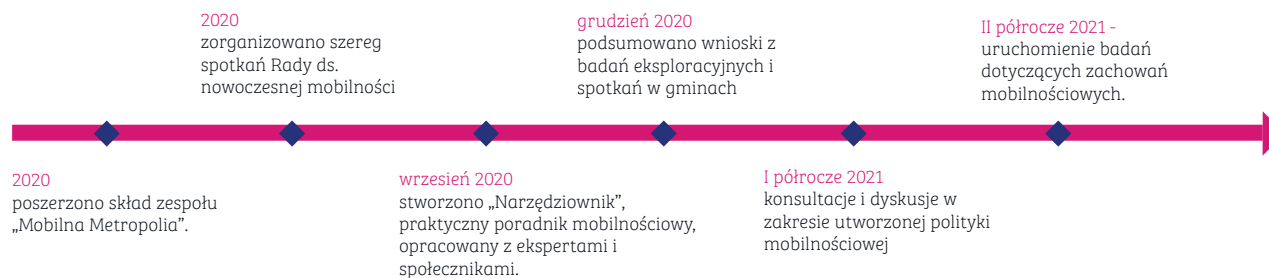 2020
zorganizowano szereg
spotkań Rady ds.
nowoczesnej mobilności
grudzień 2020
podsumowano wnioski z
badań eksploracyjnych i
spotkań w gminach
II półrocze 2021 -
uruchomienie badań
dotyczących zachowań
mobilnościowych.
2020
poszerzono skład zespołu
„Mobilna Metropolia”.
wrzesień 2020
stworzono „Narzędziownik”,
praktyczny poradnik mobilnościowy,
opracowany z ekspertami i
społecznikami.
I półrocze 2021
konsultacje i dyskusje w
zakresie utworzonej polityki
mobilnościowej